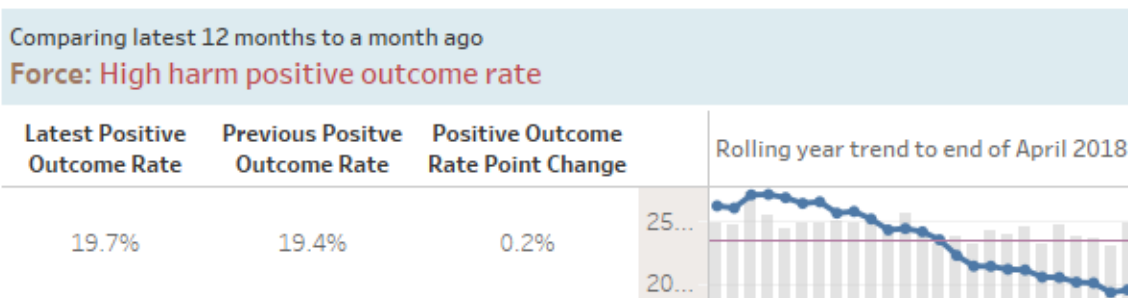 Comparing latest 12 months to a month ago
Force: High harm positive outcome rate
Latest Positive Outcome Rate
Previous Positve Outcome Rate
Positive Outcome Rate Point Change
Rolling year trend to end of April 2018
19.7%
19.4%
0.2%
25...
20...